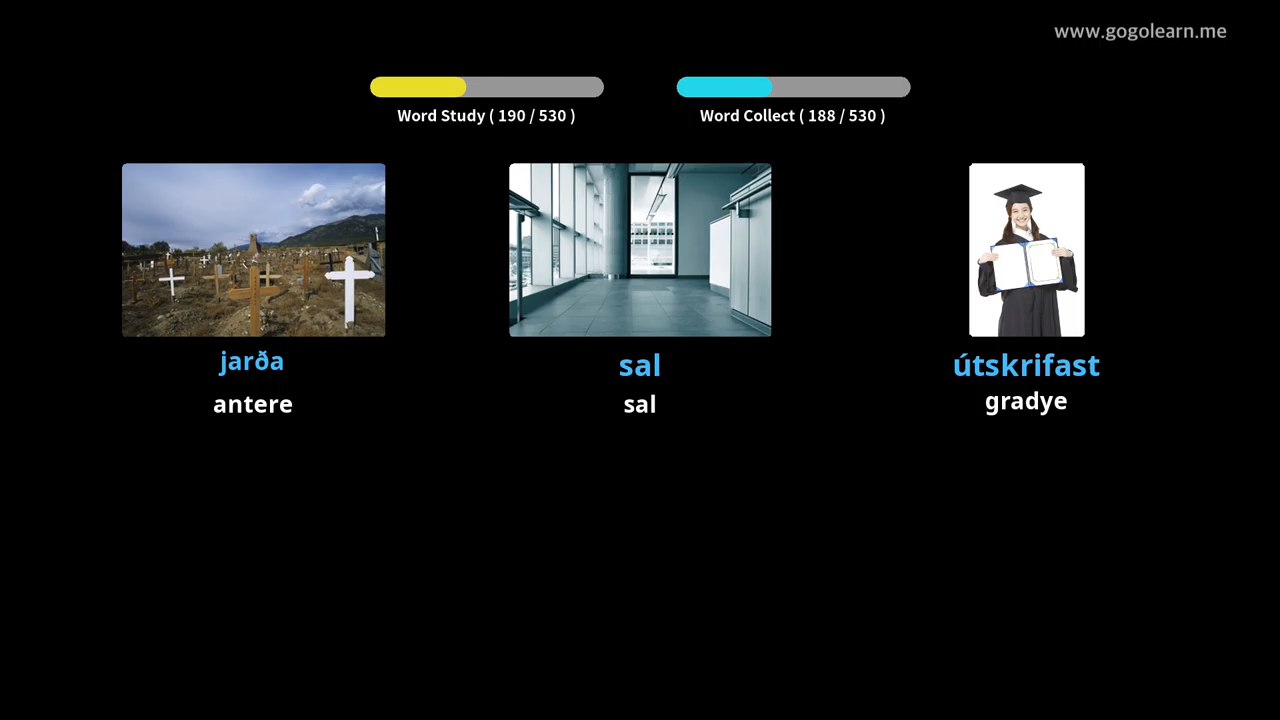 www.gogolearn.me
Word Study ( 190 / 530 )
Word Collect ( 188 / 530 )
jarða
sal
útskrifast
antere
sal
gradye